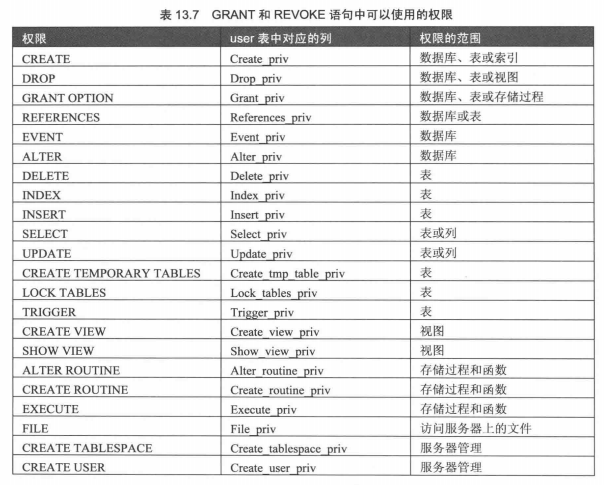 表 13.7 GRANT 和 REVOKE 语句中可以使用的权限
权限 user 表中对应的列 权限的范围
CREATE Create_priv 数据库、表或索引
DROP Drop_priv 数据库、表或视图
GRANT OPTION Grant_priv 数据库、表或存储过程
REFERENCES References_priv 数据库或表
EVENT Event_priv 数据库
ALTER Alter_priv 数据库
DELETE Delete_priv 表
INDEX Index_priv 表
INSERT Insert_priv 表
SELECT Select_priv 表或列
UPDATE Update_priv 表或列
CREATE TEMPORARY TABLES Create_tmp_table_priv 表
LOCK TABLES Lock_tables_priv 表
TRIGGER Trigger_priv 表
CREATE VIEW Create_view_priv 视图
SHOW VIEW Show_view_priv 视图
ALTER ROUTINE Alter_routine_priv 存储过程和函数
CREATE ROUTINE Create_routine_priv 存储过程和函数
EXECUTE Execute_priv 存储过程和函数
FILE File_priv 访问服务器上的文件
CREATE TABLESPACE Create_tablespace_priv 服务器管理
CREATE USER Create_user_priv 服务器管理